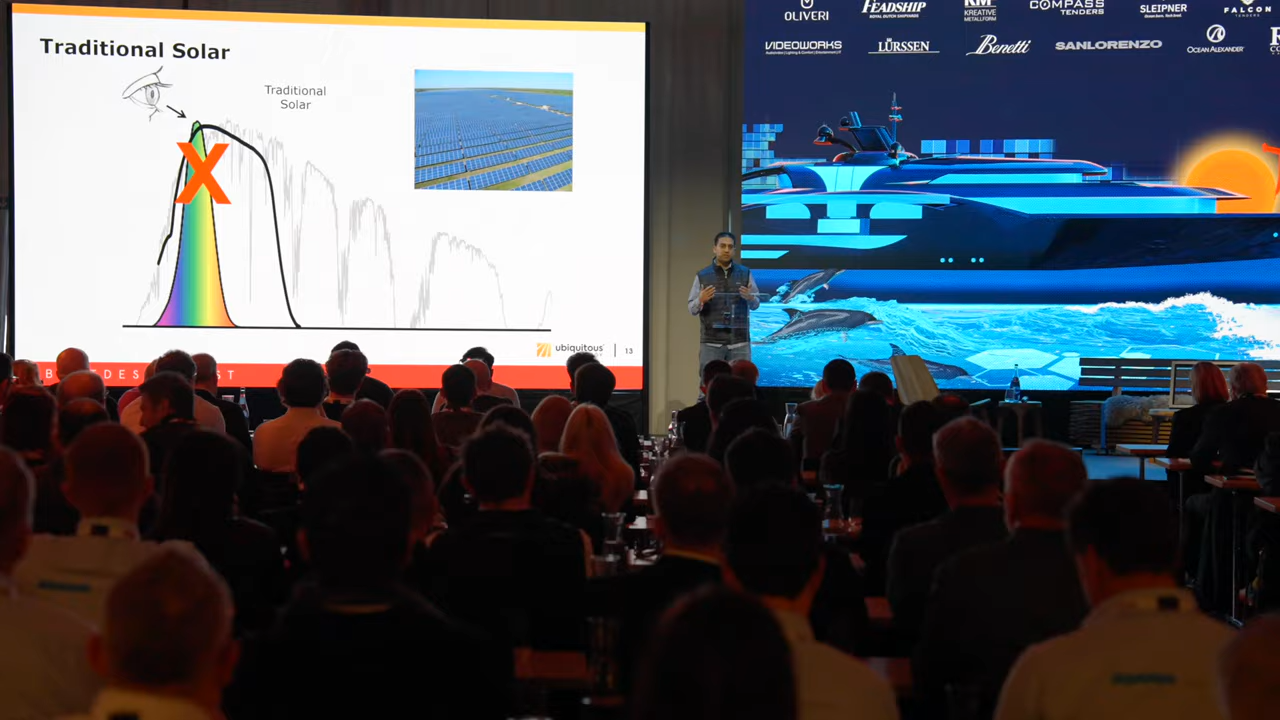 Traditional Solar
Traditional
Solar
ubiquitous
13
OLIVERI
FEADSHIP
ROYAL DUTCH SHIPYARDS
KM
KREATIVE
METALLFORM
COMPASS
TENDERS
SLEIPNER
FALCON
TENDERS
VIDEOWORKS
LÜRSSEN
Benetti
SANLORENZO
OCEAN ALEXANDER